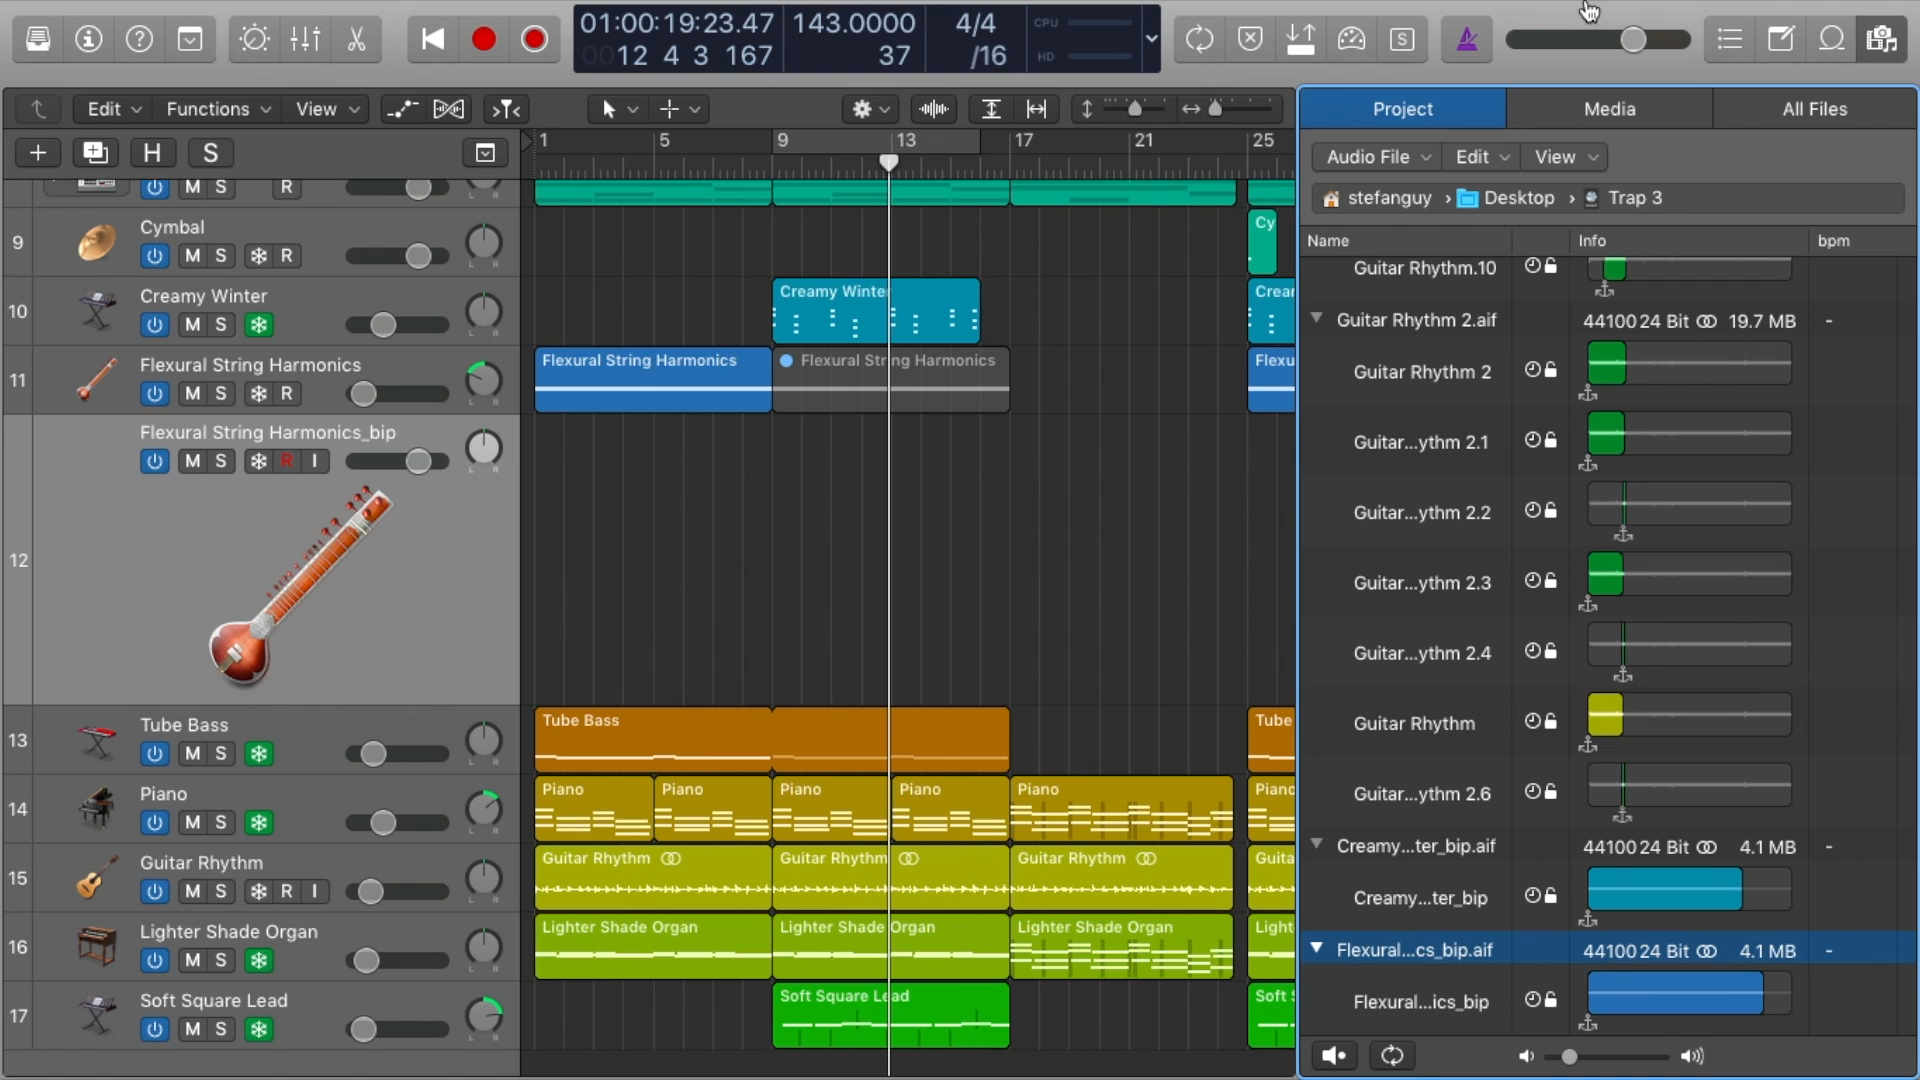 01:00:19:23.47 143.0000 4/4 CPU
0012 4 3 167 37 /16 HD
S
Edit Functions View
Project Media All Files
H S
1 5 9 13 17 21 25
Audio File Edit View
stefanguy › Desktop › Trap 3
Name Info bpm
M S R
9 Cymbal
M S R
Cy
10 Creamy Winter
M S
Creamy Winter
Crear
11 Flexural String Harmonics
M S R
Flexural String Harmonics
Flexural String Harmonics
Flexu
12 Flexural String Harmonics_bip
M S R I
13 Tube Bass
M S
Tube Bass
Tube
14 Piano
M S
Piano Piano Piano Piano Piano Piano
15 Guitar Rhythm
M S R I
Guitar Rhythm Guitar Rhythm Guitar Rhythm Guita
16 Lighter Shade Organ
M S
Lighter Shade Organ Lighter Shade Organ Lighter Shade Organ Light
17 Soft Square Lead
M S
Soft Square Lead
Soft S
Guitar Rhythm.10
Guitar Rhythm 2.aif 44100 24 Bit 19.7 MB -
Guitar Rhythm 2
Guitar...ythm 2.1
Guitar...ythm 2.2
Guitar...ythm 2.3
Guitar...ythm 2.4
Guitar Rhythm
Guitar...ythm 2.6
Creamy...ter_bip.aif 44100 24 Bit 4.1 MB -
Creamy...ter_bip
Flexural...cs_bip.aif 44100 24 Bit 4.1 MB -
Flexural...ics_bip